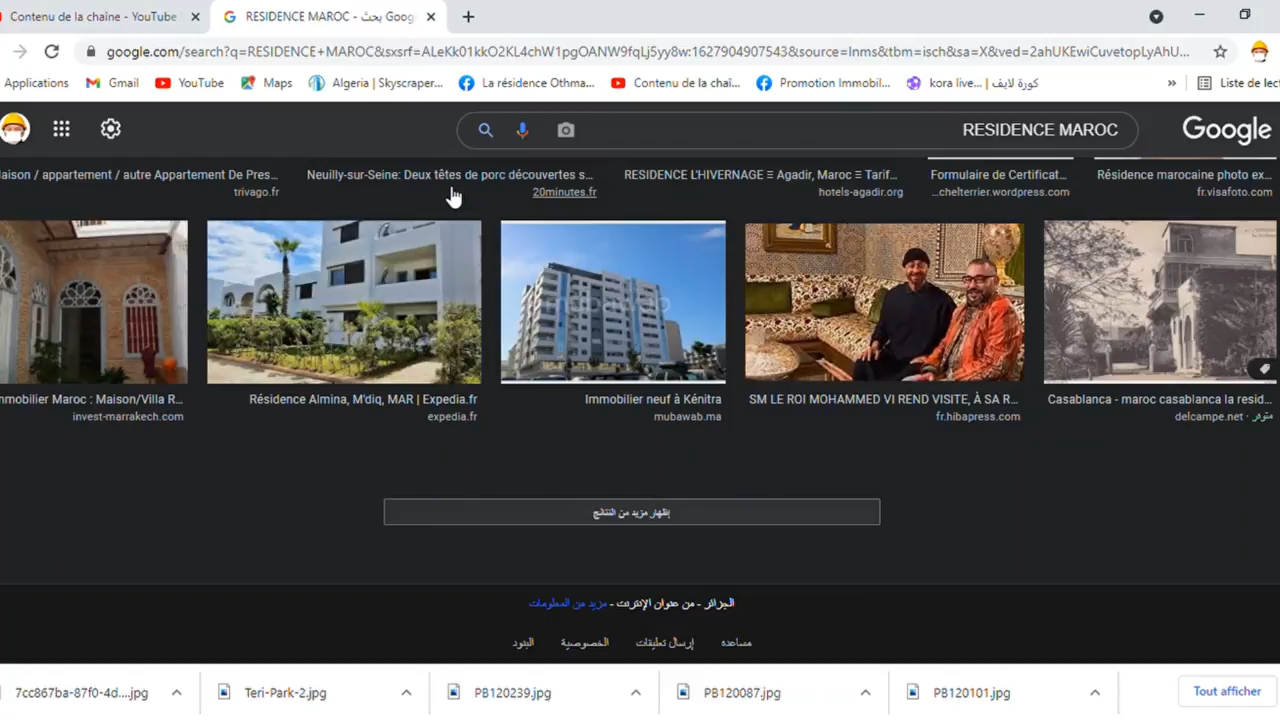 Contenu de la chaîne - YouTube
RESIDENCE MAROC - بحث Goog
google.com/search?q=RESIDENCE+MAROC&sxsrf=ALeKk01kkO2KL4chW1pgOANW9fqLj5yy8w:1627904907543&source=lnms&tbm=isch&sa=X&ved=2ahUKEwiCuvetopLyAhU...
Applications
Gmail
YouTube
Maps
Algeria | Skyscraper...
La résidence Othma...
Contenu de la chaî...
Promotion Immobil...
kora live... | كورة لايف
»
Liste de lect
RESIDENCE MAROC
Google
aison / appartement / autre Appartement De Pres...
trivago.fr
Neuilly-sur-Seine: Deux têtes de porc découvertes s...
20minutes.fr
RESIDENCE L'HIVERNAGE ≡ Agadir, Maroc ≡ Tarif...
hotels-agadir.org
Formulaire de Certificat...
...chelterrier.wordpress.com
Résidence marocaine photo ex...
fr.visafoto.com
mubawab
mmobilier Maroc : Maison/Villa R...
invest-marrakech.com
Résidence Almina, M'diq, MAR | Expedia.fr
expedia.fr
Immobilier neuf à Kénitra
mubawab.ma
SM LE ROI MOHAMMED VI REND VISITE, À SA R...
fr.hibapress.com
Casablanca - maroc casablanca la resid...
delcampe.net · متوفر
إظهار مزيد من النتائج
الجزائر - من عنوان الإنترنت - مزيد من المعلومات
مساعدة إرسال تعليقات الخصوصية البنود
7cc867ba-87f0-4d....jpg
Teri-Park-2.jpg
PB120239.jpg
PB120087.jpg
PB120101.jpg
Tout afficher